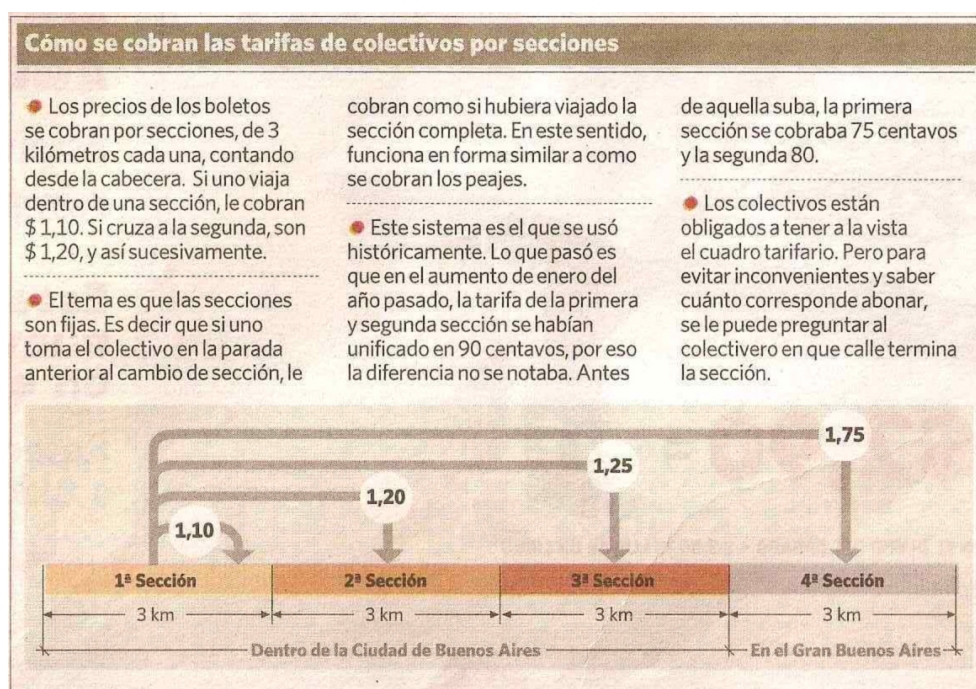 Cómo se cobran las tarifas de colectivos por secciones
Los precios de los boletos
se cobran por secciones, de 3
kilómetros cada una, contando
desde la cabecera. Si uno viaja
dentro de una sección, le cobran
$ 1,10. Si cruza a la segunda, son
$ 1,20, y así sucesivamente.
El tema es que las secciones
son fijas. Es decir que si uno
toma el colectivo en la parada
anterior al cambio de sección, le
cobran como si hubiera viajado la
sección completa. En este sentido,
funciona en forma similar a como
se cobran los peajes.
Este sistema es el que se usó
históricamente. Lo que pasó es
que en el aumento de enero del
año pasado, la tarifa de la primera
y segunda sección se habían
unificado en 90 centavos, por eso
la diferencia no se notaba. Antes
de aquella suba, la primera
sección se cobraba 75 centavos
y la segunda 80.
Los colectivos están
obligados a tener a la vista
el cuadro tarifario. Pero para
evitar inconvenientes y saber
cuánto corresponde abonar,
se le puede preguntar al
colectivero en que calle termina
la sección.
1,75
1,25
1,20
1,10
1ª Sección 2ª Sección 3ª Sección 4ª Sección
3 km 3 km 3 km 3 km
Dentro de la Ciudad de Buenos Aires En el Gran Buenos Aires